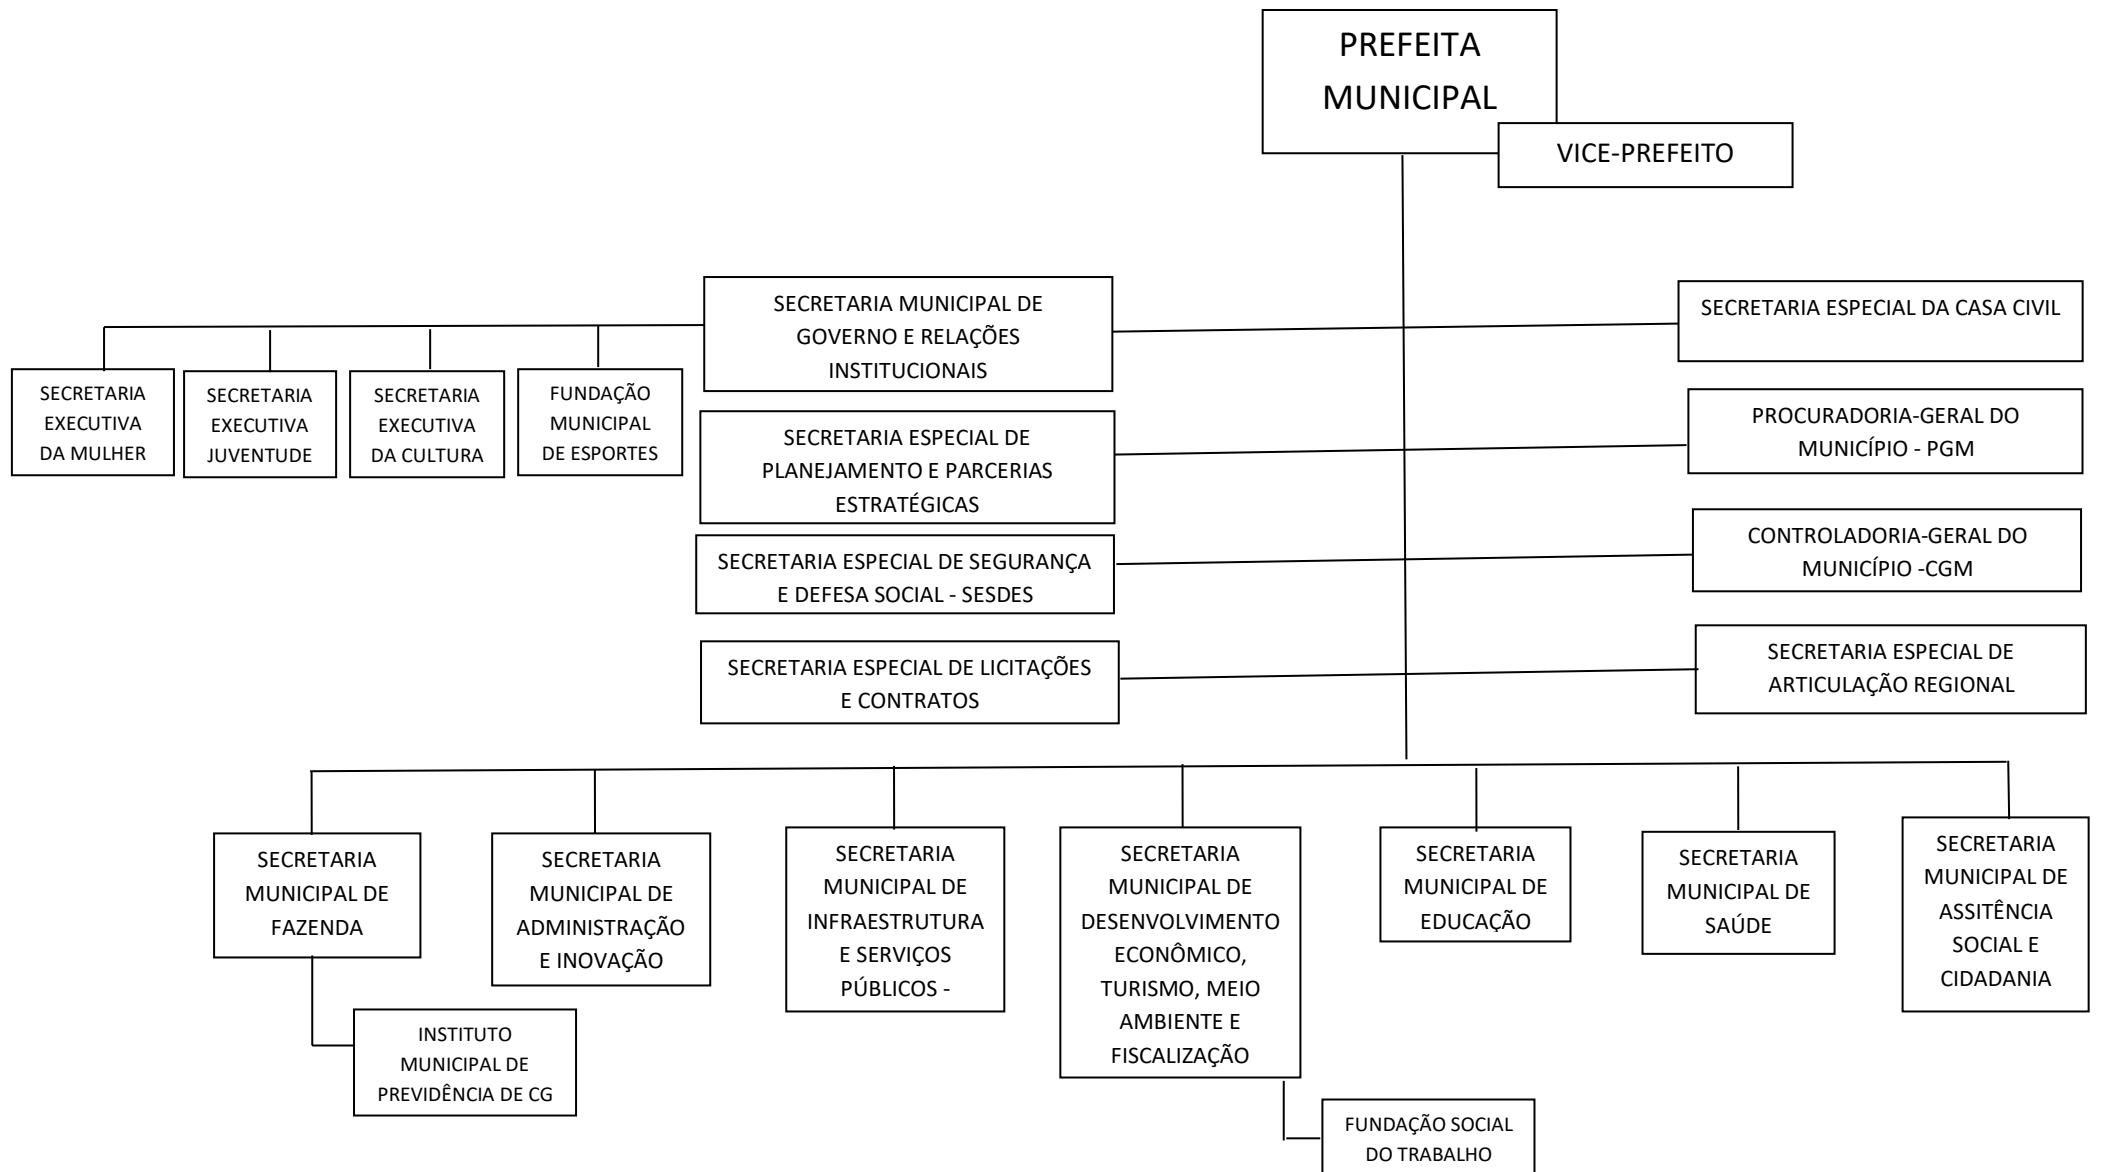 PREFEITA
MUNICIPAL
VICE-PREFEITO
SECRETARIA MUNICIPAL DE
GOVERNO E RELAÇÕES
INSTITUCIONAIS
SECRETARIA ESPECIAL DA CASA CIVIL
SECRETARIA
EXECUTIVA
DA MULHER
SECRETARIA
EXECUTIVA
JUVENTUDE
SECRETARIA
EXECUTIVA
DA CULTURA
FUNDAÇÃO
MUNICIPAL
DE ESPORTES
SECRETARIA ESPECIAL DE
PLANEJAMENTO E PARCERIAS
ESTRATÉGICAS
PROCURADORIA-GERAL DO
MUNICÍPIO - PGM
SECRETARIA ESPECIAL DE SEGURANÇA
E DEFESA SOCIAL - SESDES
CONTROLADORIA-GERAL DO
MUNICÍPIO -CGM
SECRETARIA ESPECIAL DE LICITAÇÕES
E CONTRATOS
SECRETARIA ESPECIAL DE
ARTICULAÇÃO REGIONAL
SECRETARIA
MUNICIPAL DE
FAZENDA
SECRETARIA
MUNICIPAL DE
ADMINISTRAÇÃO
E INOVAÇÃO
SECRETARIA
MUNICIPAL DE
INFRAESTRUTURA
E SERVIÇOS
PÚBLICOS -
SECRETARIA
MUNICIPAL DE
DESENVOLVIMENTO
ECONÔMICO,
TURISMO, MEIO
AMBIENTE E
FISCALIZAÇÃO
SECRETARIA
MUNICIPAL DE
EDUCAÇÃO
SECRETARIA
MUNICIPAL DE
SAÚDE
SECRETARIA
MUNICIPAL DE
ASSITÊNCIA
SOCIAL E
CIDADANIA
INSTITUTO
MUNICIPAL DE
PREVIDÊNCIA DE CG
FUNDAÇÃO SOCIAL
DO TRABALHO